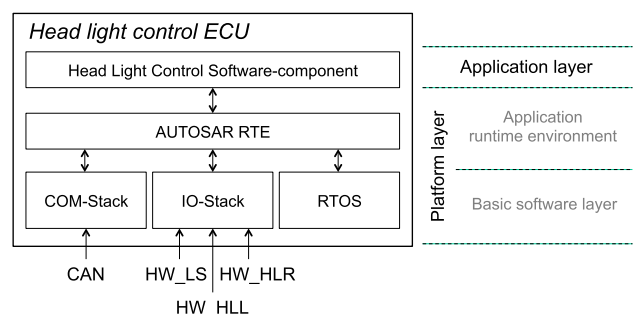 Head light control ECU
Head Light Control Software-component
AUTOSAR RTE
COM-Stack
IO-Stack
RTOS
CAN
HW_LS
HW_HLR
HW HLL
Application layer
Platform layer
Application
runtime environment
Basic software layer